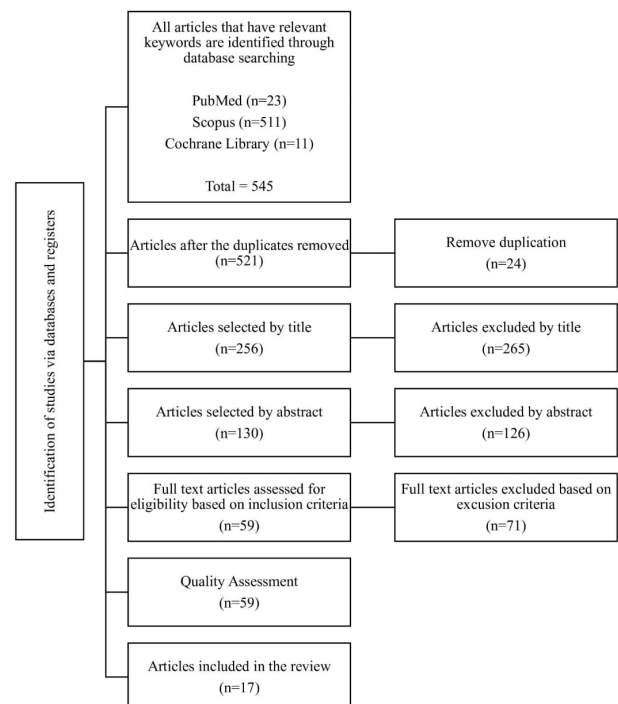 All articles that have relevant
keywords are identified through
database searching
PubMed (n=23)
Scopus (n=511)
Cochrane Library (n=11)
Total = 545
Identification of studies via databases and registers
Articles after the duplicates removed
(n=521)
Remove duplication
(n=24)
Articles selected by title
(n=256)
Articles excluded by title
(n=265)
Articles selected by abstract
(n=130)
Articles excluded by abstract
(n=126)
Full text articles assessed for
eligibility based on inclusion criteria
(n=59)
Full text articles excluded based on
excusion criteria
(n=71)
Quality Assessment
(n=59)
Articles included in the review
(n=17)